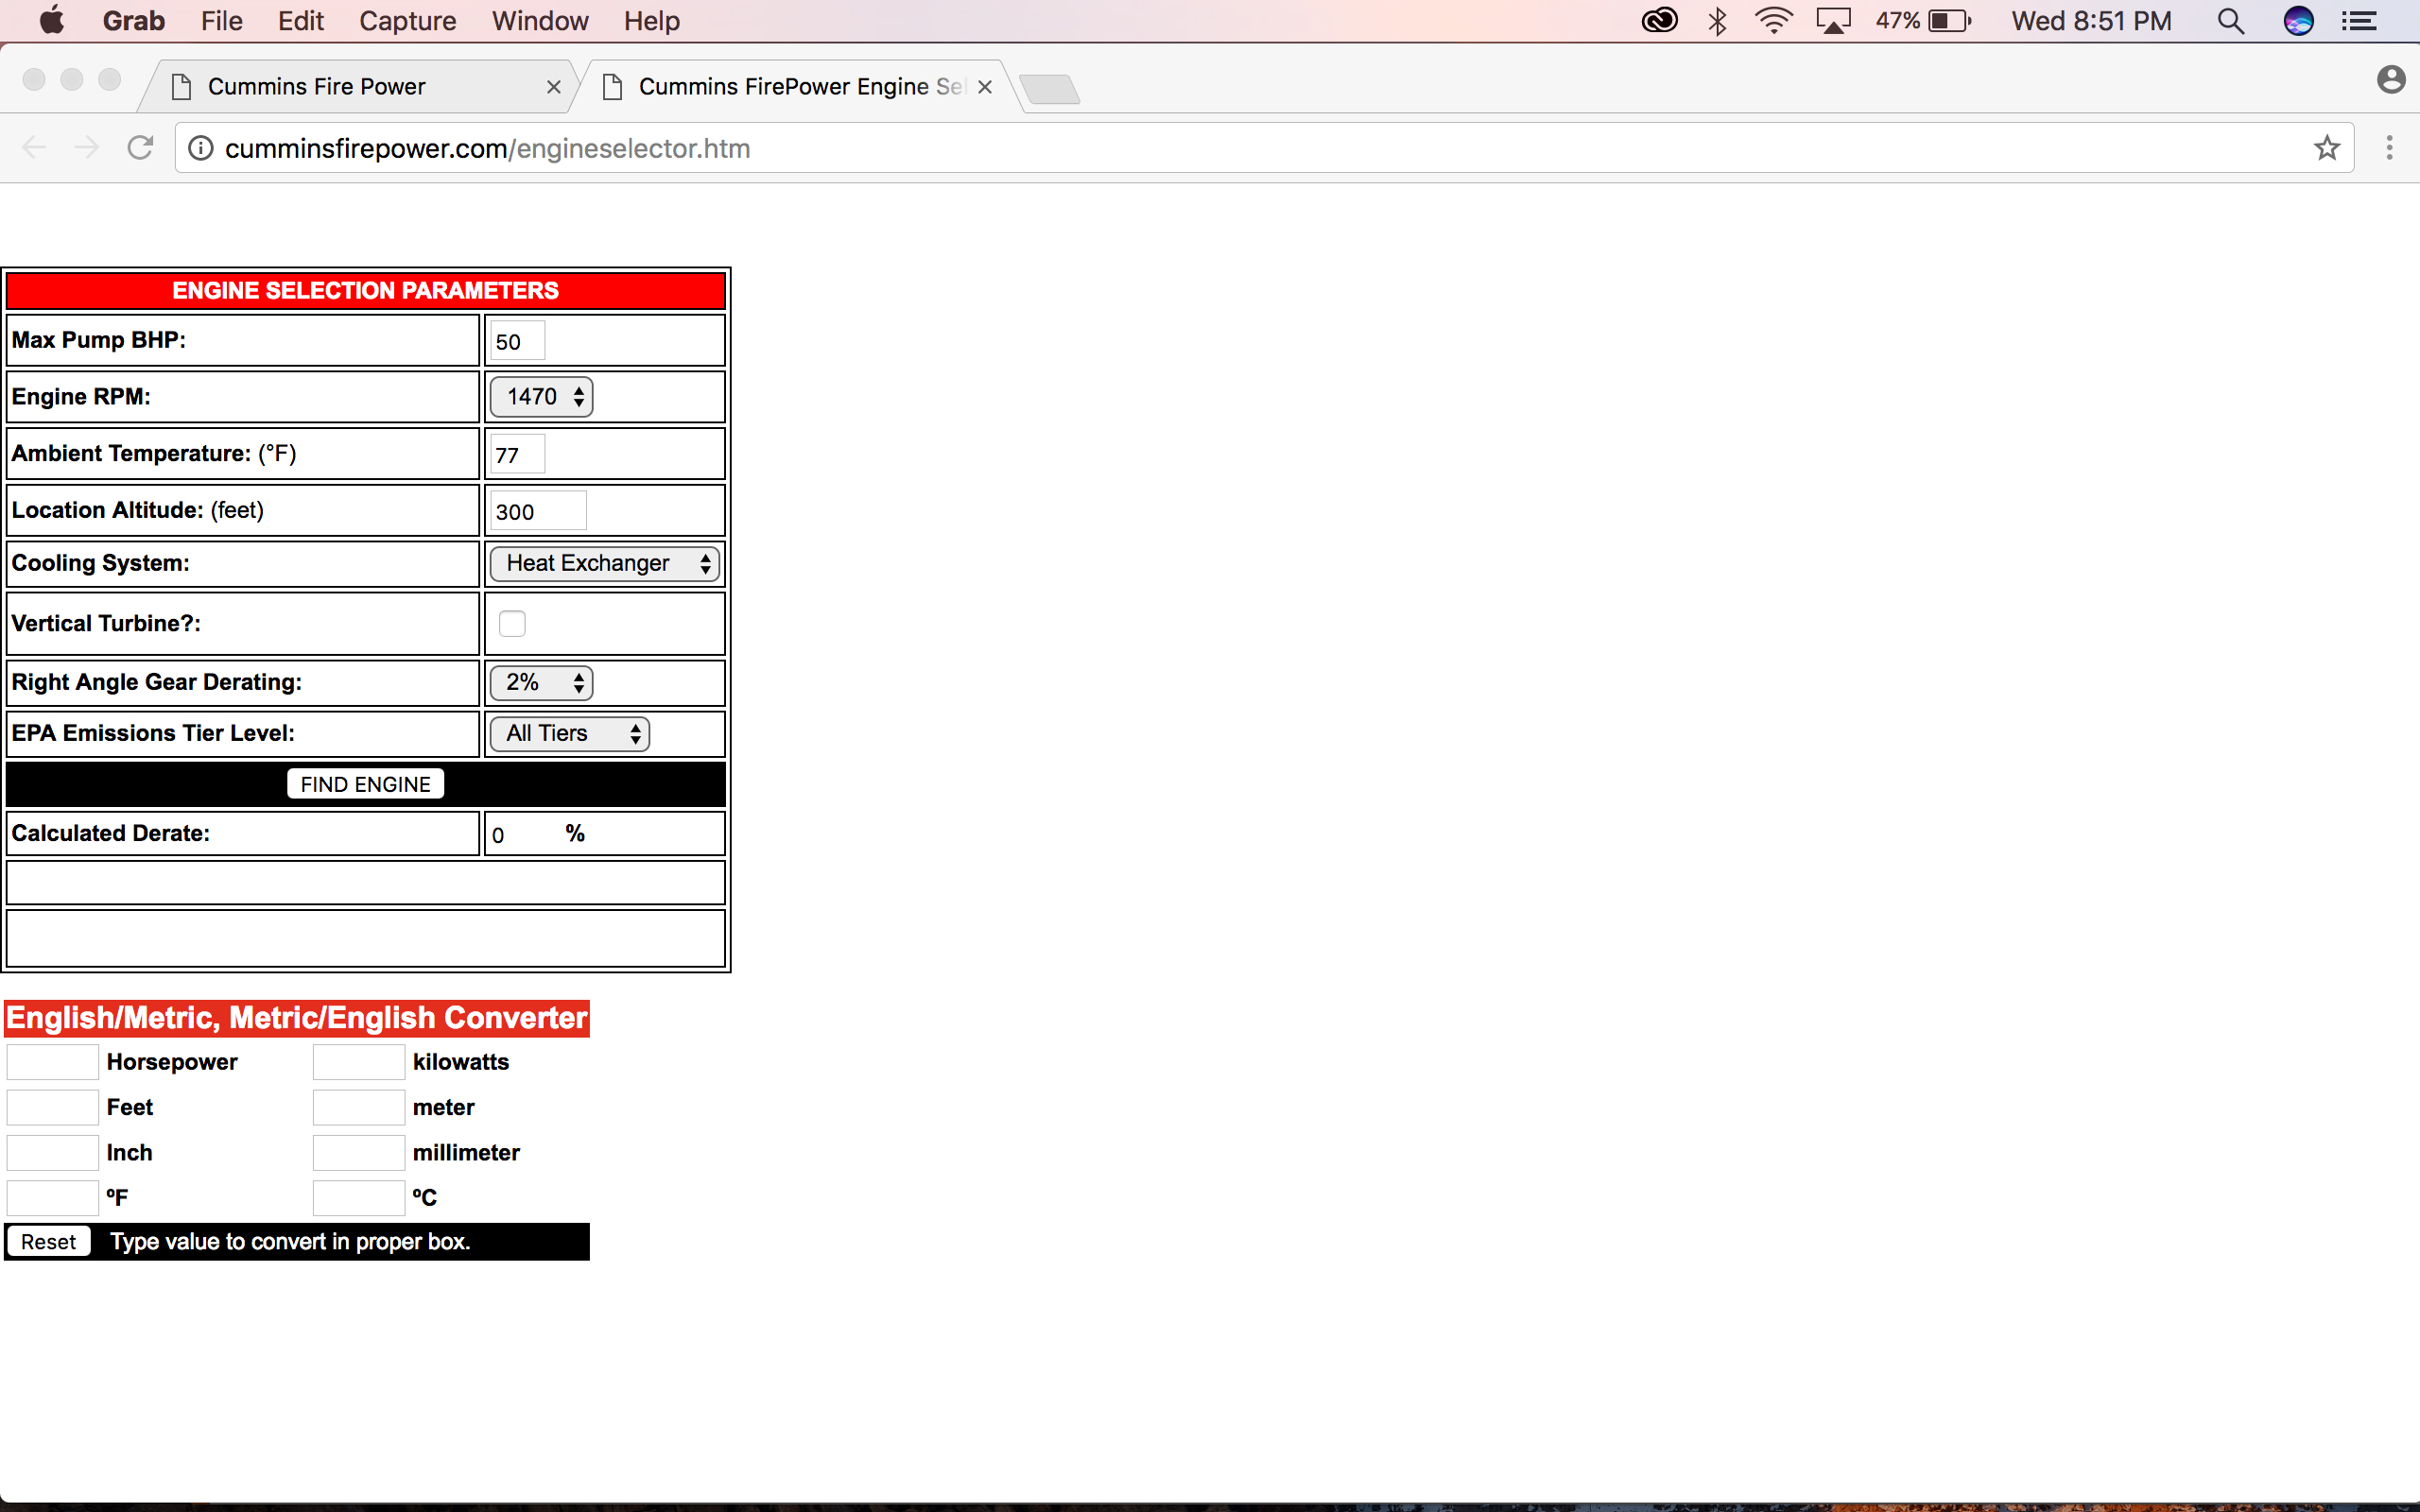 Grab File Edit Capture Window Help 47% Wed 8:51 PM
Cummins Fire Power Cummins FirePower Engine Sel
cumminsfirepower.com/engineselector.htm
ENGINE SELECTION PARAMETERS
Max Pump BHP: 50
Engine RPM: 1470
Ambient Temperature: (°F) 77
Location Altitude: (feet) 300
Cooling System: Heat Exchanger
Vertical Turbine?:
Right Angle Gear Derating: 2%
EPA Emissions Tier Level: All Tiers
FIND ENGINE
Calculated Derate: 0 %
English/Metric, Metric/English Converter
Horsepower kilowatts
Feet meter
Inch millimeter
ºF ºC
Reset Type value to convert in proper box.